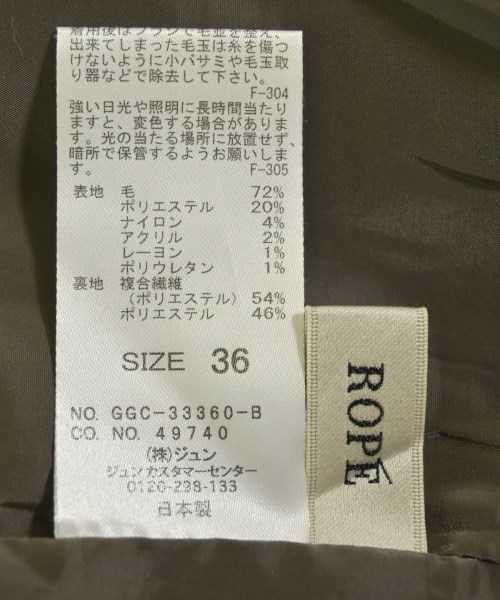 着用後はブラシで毛並を整え、
出来てしまった毛玉は糸を傷つ
けないように小バサミや毛玉取
り器などで除去して下さい。
F-304
強い日光や照明に長時間当たり
ますと、変色する場合がありま
す。光の当たる場所に放置せず、
暗所で保管するようお願いしま
す。 F-305
表地 毛 72%
ポリエステル 20%
ナイロン 4%
アクリル 2%
レーヨン 1%
ポリウレタン 1%
裏地 複合繊維
(ポリエステル) 54%
ポリエステル 46%
SIZE 36
NO. GGC-33360-B
CO. NO. 49740
(株)ジュン
ジュンカスタマーセンター
0120-298-133
日本製
ROPÉ